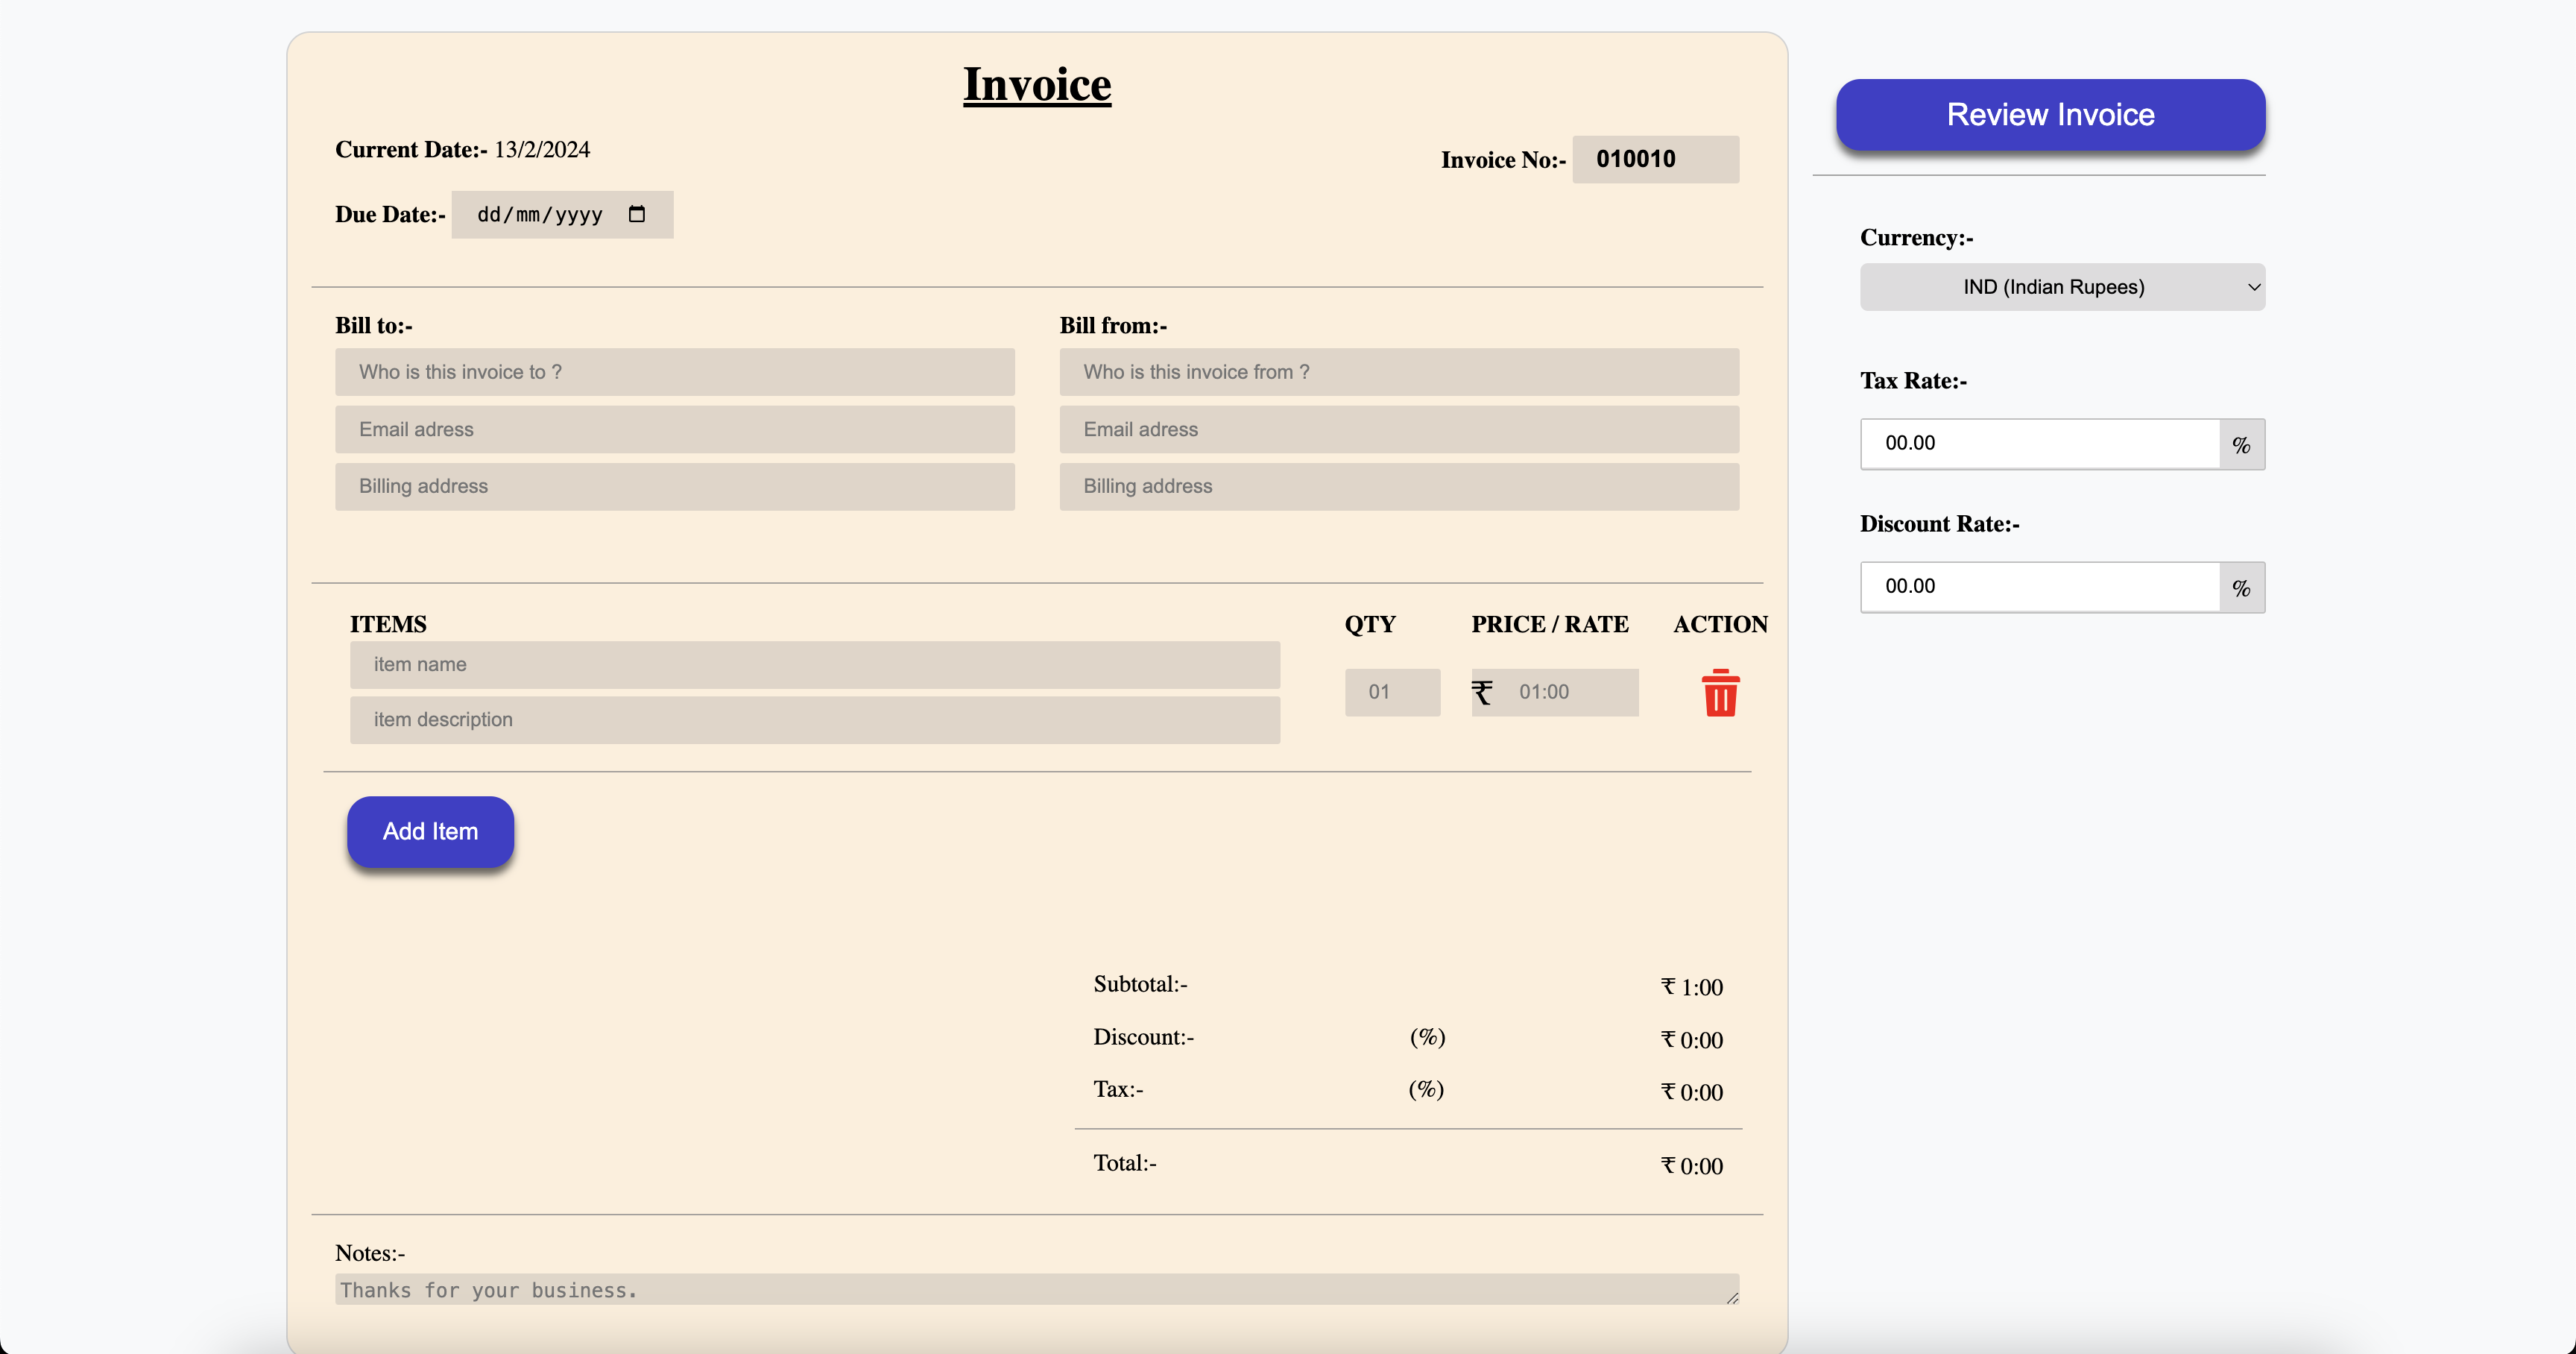 Invoice
Current Date:- 13/2/2024
Invoice No:- 010010
Due Date:- dd/mm/yyyy
Bill to:-
Who is this invoice to ?
Email adress
Billing address
Bill from:-
Who is this invoice from ?
Email adress
Billing address
ITEMS QTY PRICE / RATE ACTION
item name
item description
01 ₹ 01:00
Add Item
Subtotal:- ₹ 1:00
Discount:- (%) ₹ 0:00
Tax:- (%) ₹ 0:00
Total:- ₹ 0:00
Notes:-
Thanks for your business.
Review Invoice
Currency:-
IND (Indian Rupees)
Tax Rate:-
00.00 %
Discount Rate:-
00.00 %